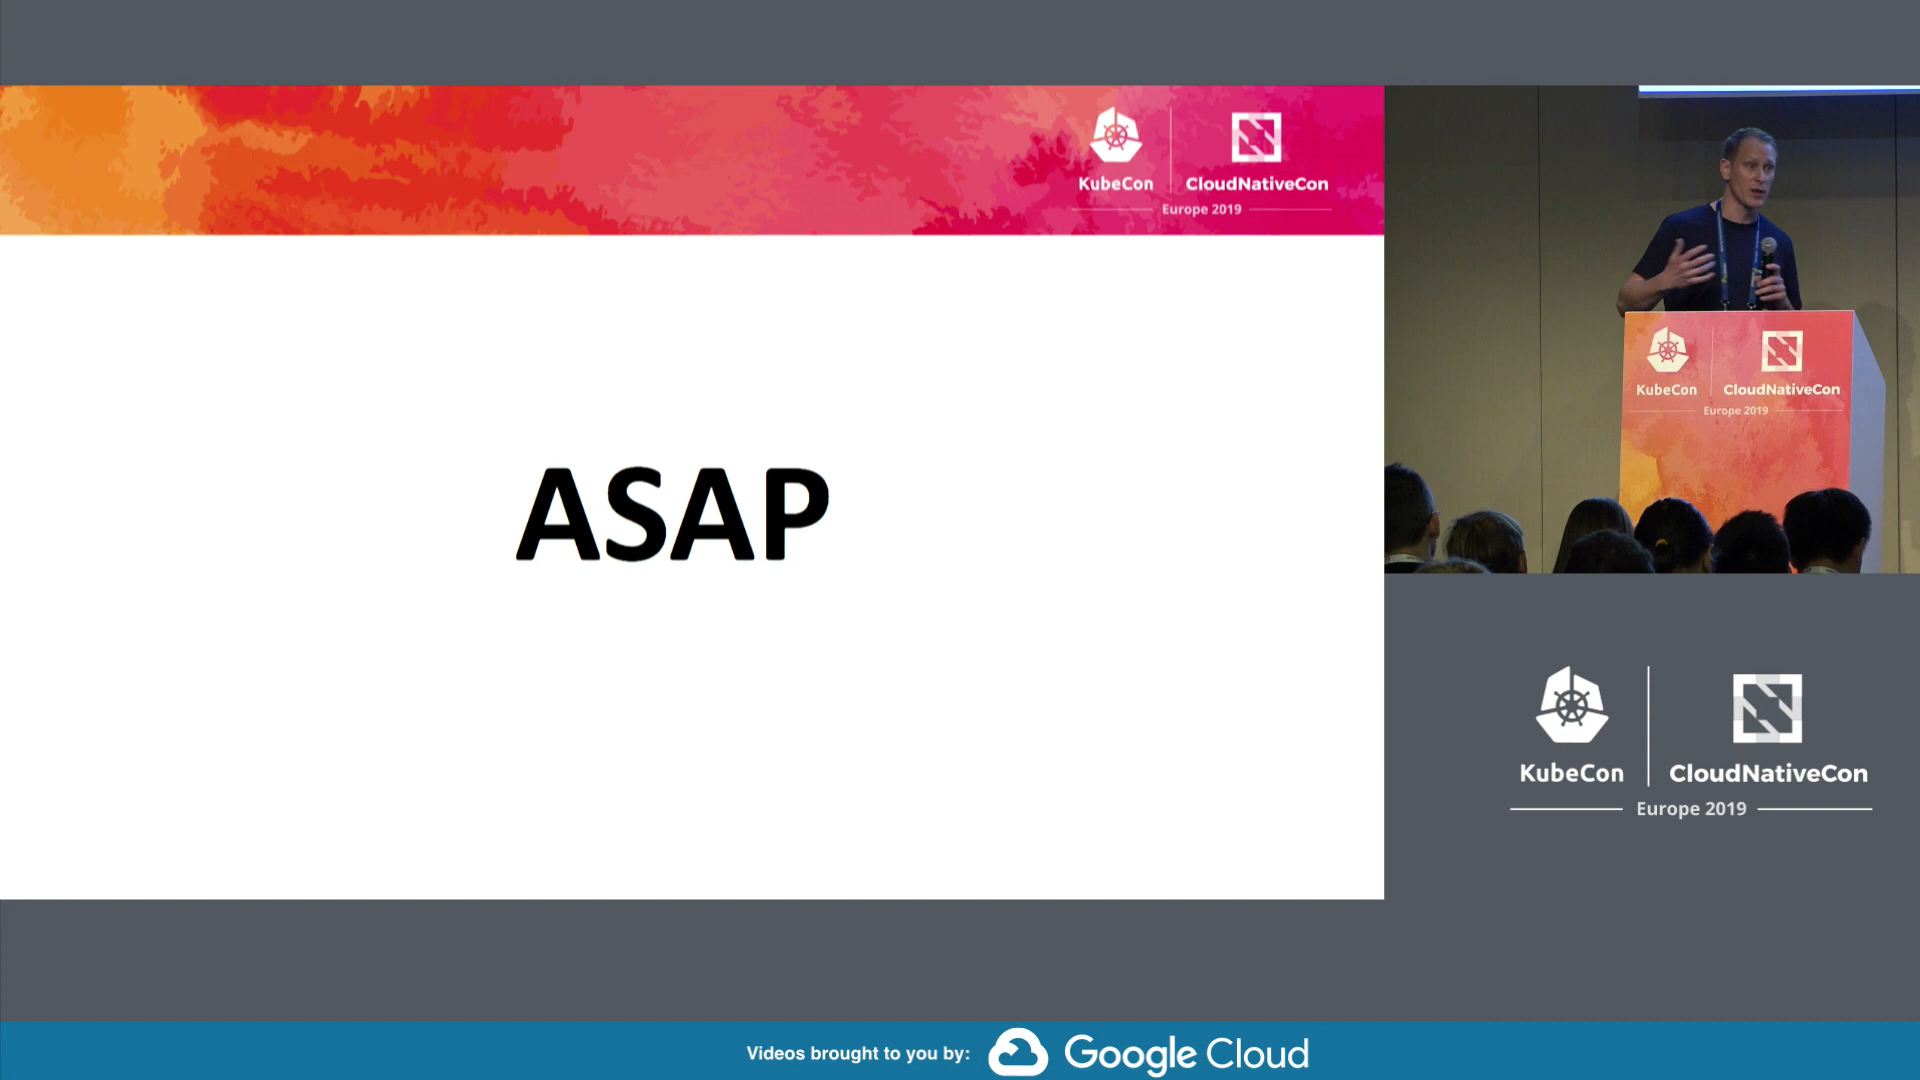 KubeCon
CloudNativeCon
Europe 2019
ASAP
KubeCon
CloudNativeCon
Europe 2019
KubeCon
CloudNativeCon
Europe 2019
Videos brought to you by:
Google Cloud